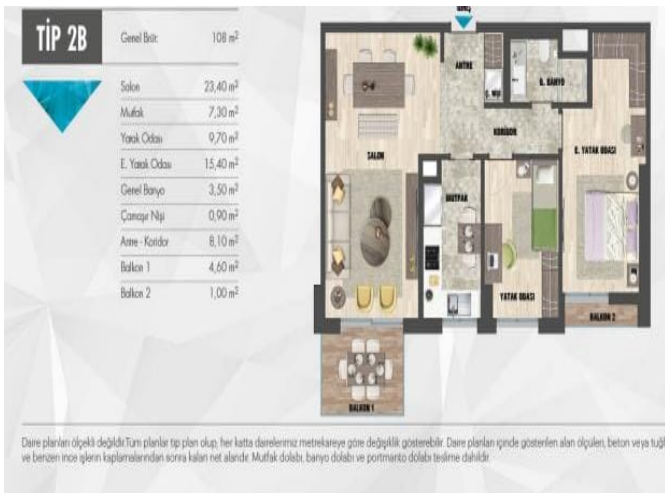 TİP 2B
Genel Brüt: 108 m²
Salon 23,40 m²
Mutfak 7,30 m²
Yatak Odası 9,70 m²
E. Yatak Odası 15,40 m²
Genel Banyo 3,50 m²
Çamaşır Nişi 0,90 m²
Antre - Koridor 8,10 m²
Balkon 1 4,60 m²
Balkon 2 1,00 m²
GİRİŞ
ANTRE
Ç. NİŞİ
G. BANYO
KORİDOR
SALON
E. YATAK ODASI
MUTFAK
YATAK ODASI
BALKON 2
BALKON 1
Daire planları ölçekli değildir.Tüm planlar tip plan olup, her katta dairelerimiz metrekareye göre değişiklik gösterebilir. Daire planları içinde gösterilen alan ölçüleri, beton veya tuğl
ve benzeri ince işlerin kaplamalarından sonra kalan net alandır. Mutfak dolabı, banyo dolabı ve portmanto dolabı teslime dahildir.